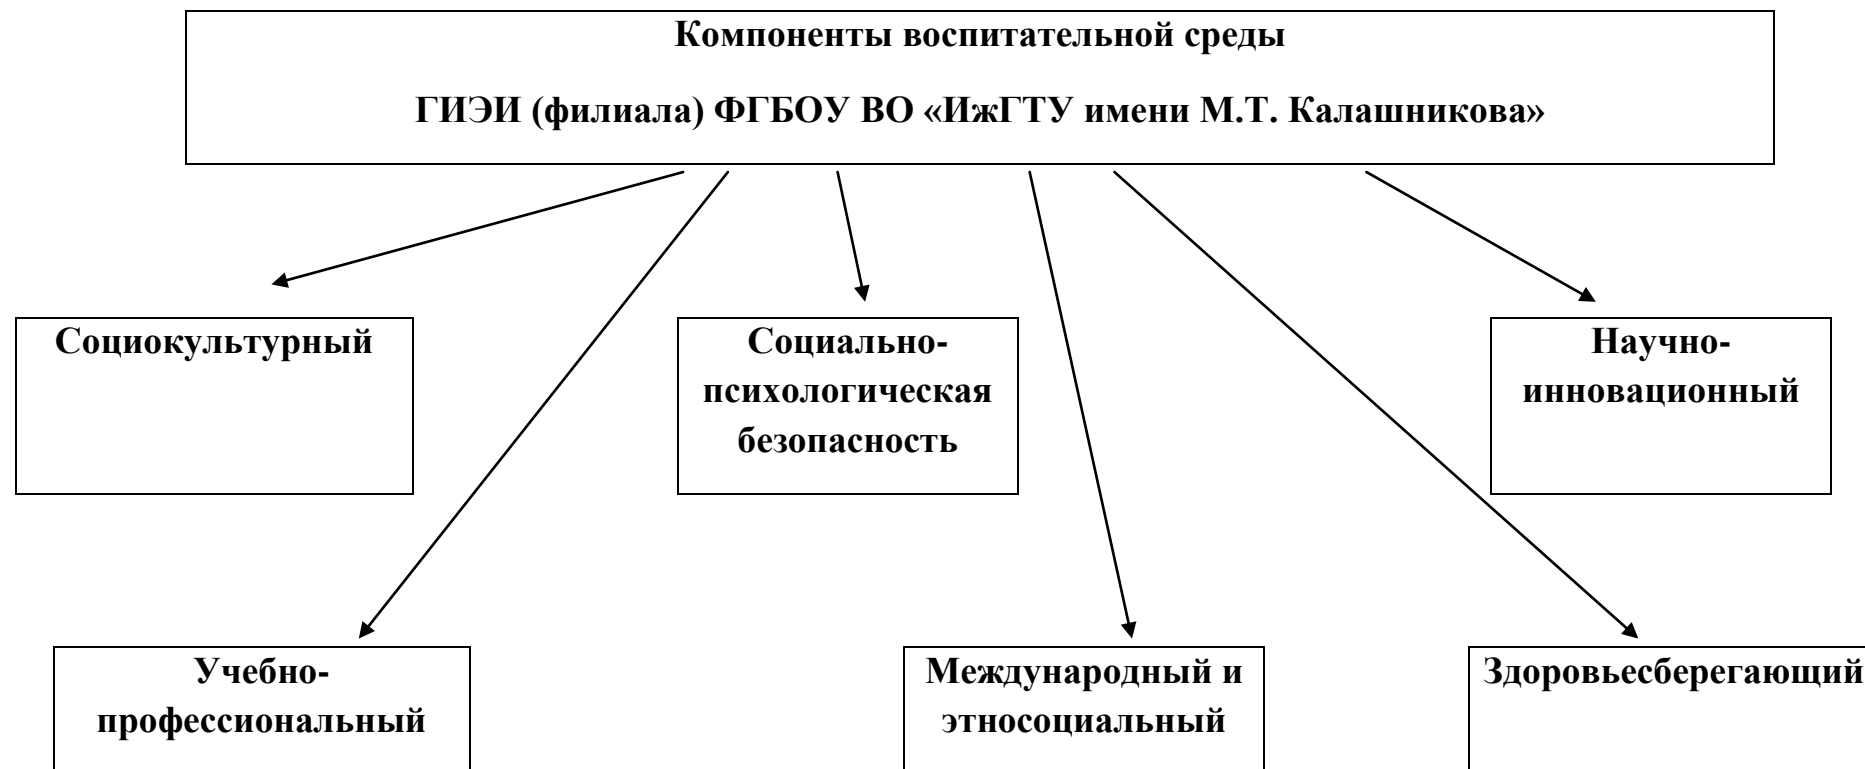 Компоненты воспитательной среды
ГИЭИ (филиала) ФГБОУ ВО «ИжГТУ имени М.Т. Калашникова»
Социокультурный
Социально-
психологическая
безопасность
Научно-
инновационный
Учебно-
профессиональный
Международный и
этносоциальный
Здоровьесберегающий